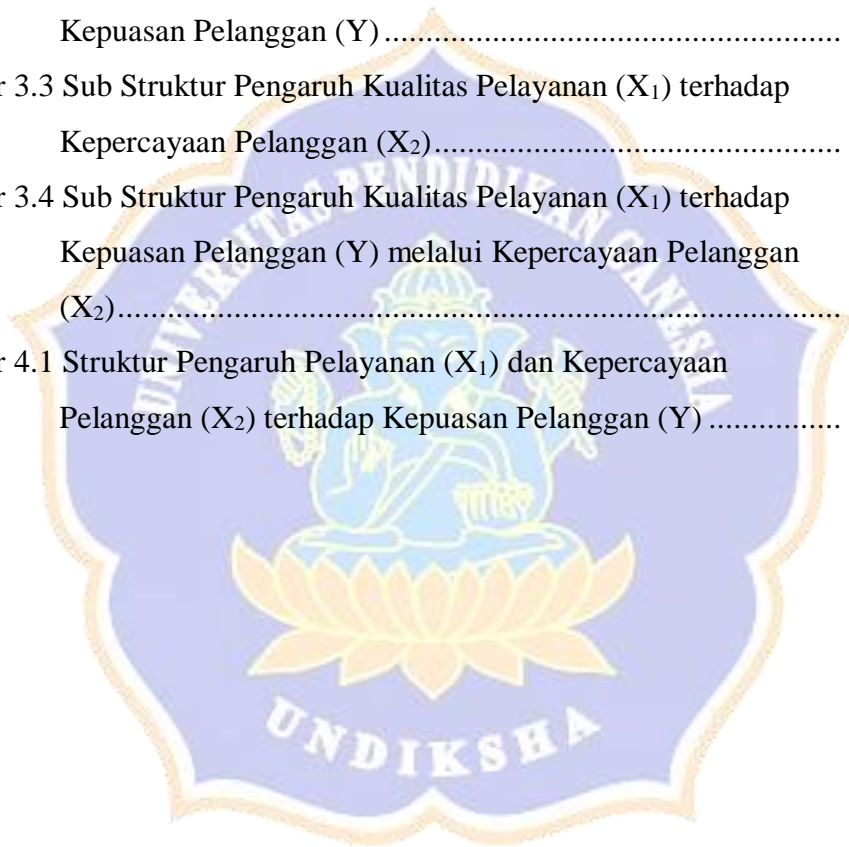 Kepuasan Pelanggan (Y)......................................................
r 3.3 Sub Struktur Pengaruh Kualitas Pelayanan (X₁) terhadap
Kepercayaan Pelanggan (X₂)................................................
r 3.4 Sub Struktur Pengaruh Kualitas Pelayanan (X₁) terhadap
Kepuasan Pelanggan (Y) melalui Kepercayaan Pelanggan
(X₂)......................................................................................
r 4.1 Struktur Pengaruh Pelayanan (X₁) dan Kepercayaan
Pelanggan (X₂) terhadap Kepuasan Pelanggan (Y) ................
UNIVERSITAS PENDIDIKAN GANESHA
UNDIKSHA